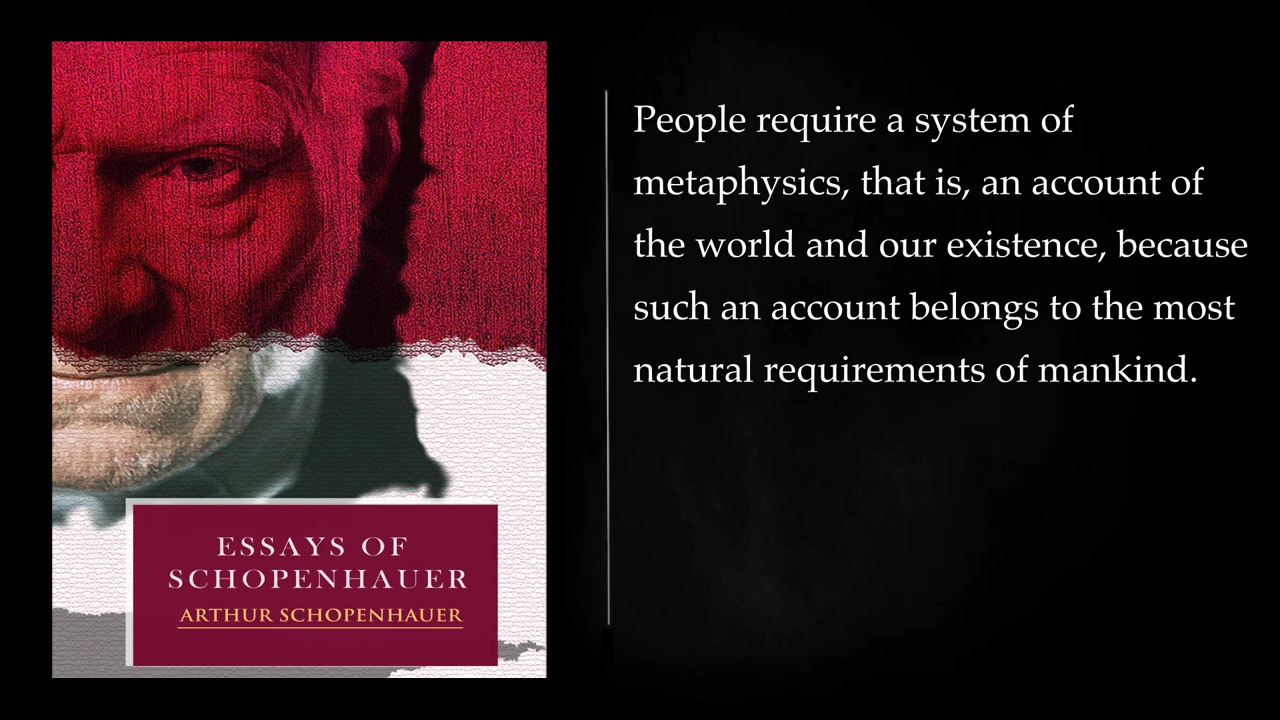 ESSAYS OF
SCHOPENHAUER
ARTHUR SCHOPENHAUER
People require a system of
metaphysics, that is, an account of
the world and our existence, because
such an account belongs to the most
natural requirements of mankind.